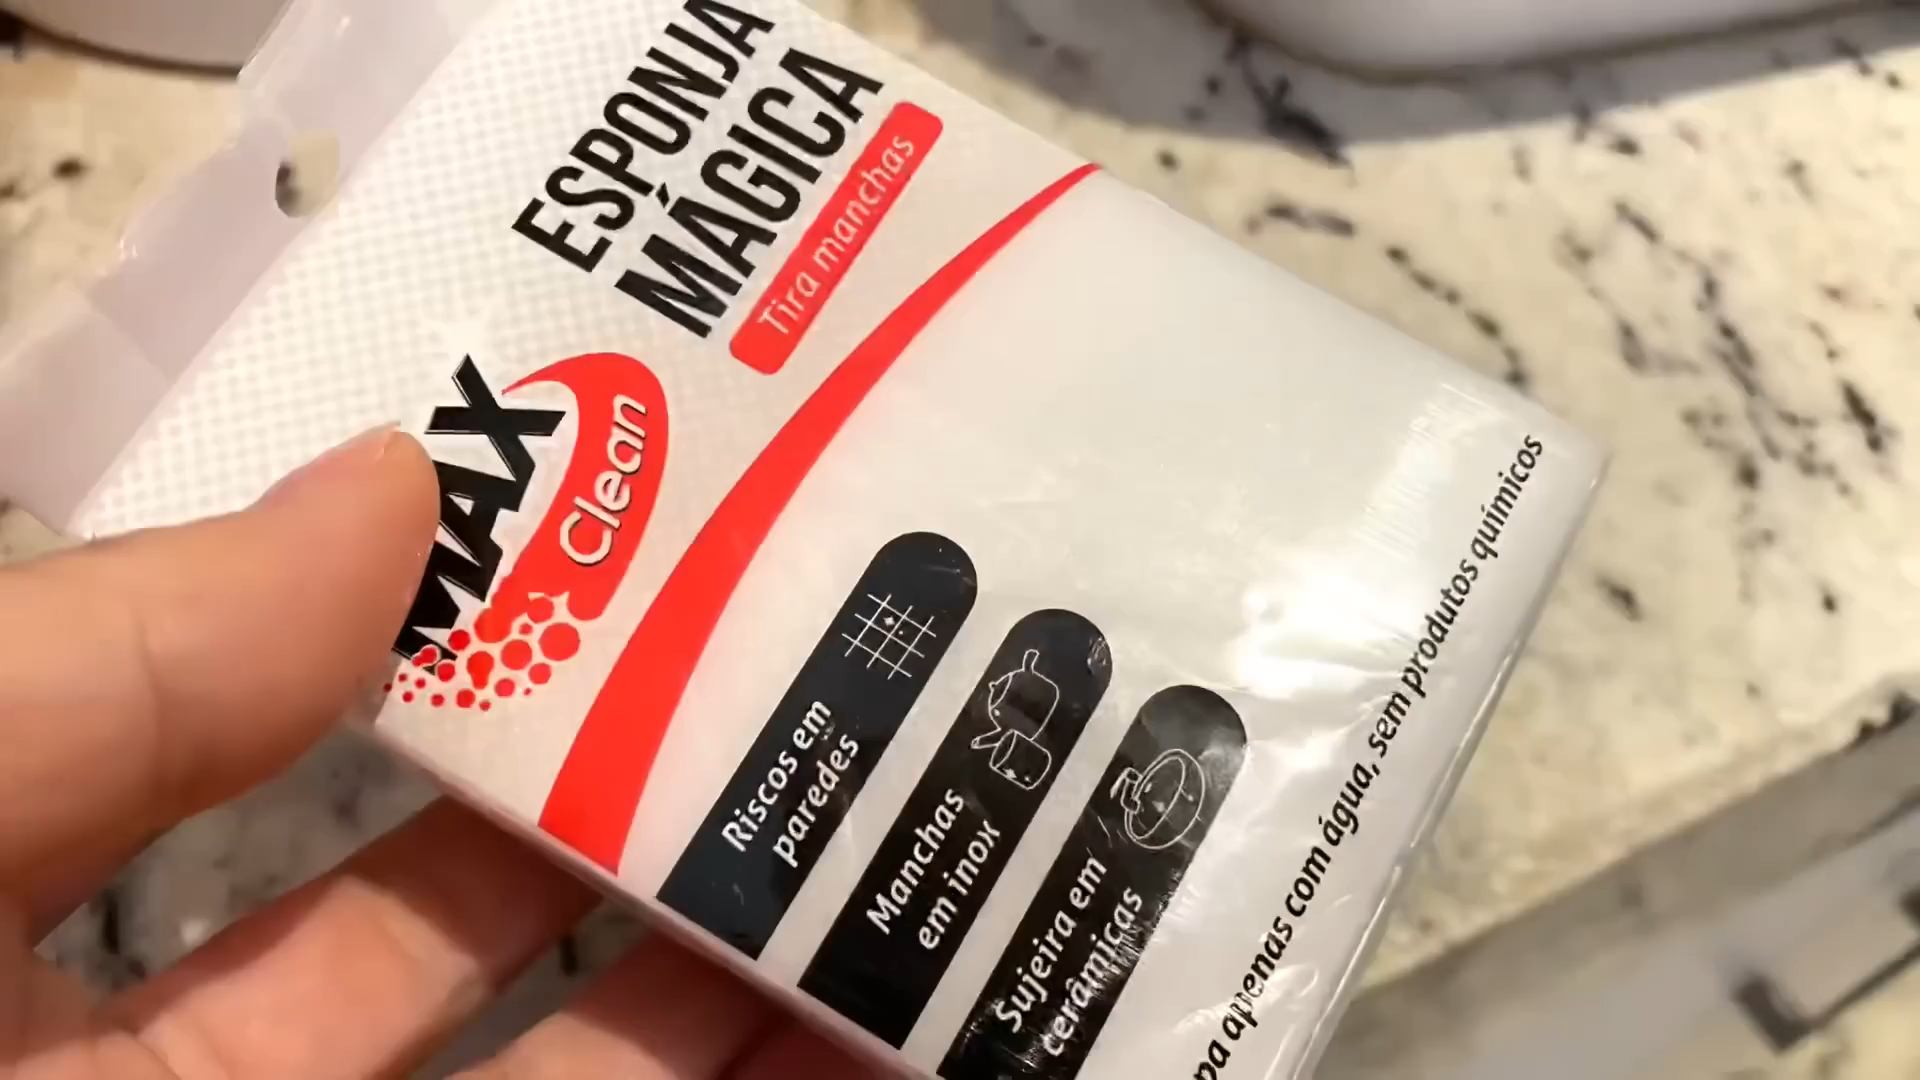 ESPONJA
MÁGICA
Tira manchas
MAX
Clean
Riscos em
paredes
Manchas
em inox
Sujeira em
cerâmicas
apenas com água, sem produtos químicos